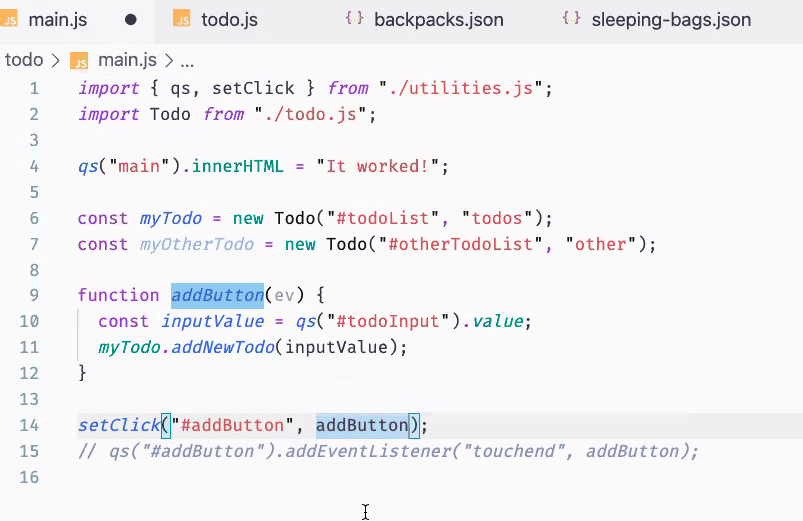 JS main.js ● JS todo.js { } backpacks.json { } sleeping-bags.json
todo > JS main.js > ...
1 import { qs, setClick } from "./utilities.js";
2 import Todo from "./todo.js";
3
4 qs("main").innerHTML = "It worked!";
5
6 const myTodo = new Todo("#todoList", "todos");
7 const myOtherTodo = new Todo("#otherTodoList", "other");
8
9 function addButton(ev) {
10 const inputValue = qs("#todoInput").value;
11 myTodo.addNewTodo(inputValue);
12 }
13
14 setClick("#addButton", addButton);
15 // qs("#addButton").addEventListener("touchend", addButton);
16